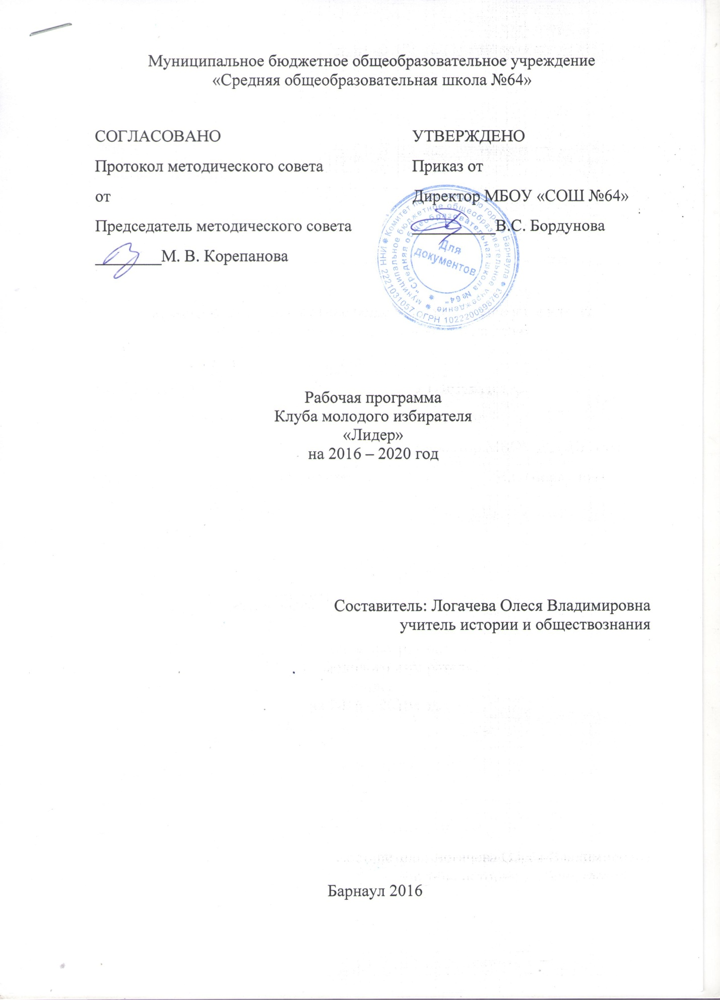 Муниципальное бюджетное общеобразовательное учреждение
«Средняя общеобразовательная школа №64»
СОГЛАСОВАНО
Протокол методического совета
от
Председатель методического совета
________М. В. Корепанова
УТВЕРЖДЕНО
Приказ от
Директор МБОУ «СОШ №64»
__________В.С. Бордунова
Комитет по образованию города Барнаула
ИНН 2221031057 ОГРН 1022200898763
муниципальное бюджетное общеобразовательное учреждение
"Средняя общеобразовательная школа №64"
Для
документов
Рабочая программа
Клуба молодого избирателя
«Лидер»
на 2016 – 2020 год
Составитель: Логачева Олеся Владимировна
учитель истории и обществознания
Барнаул 2016